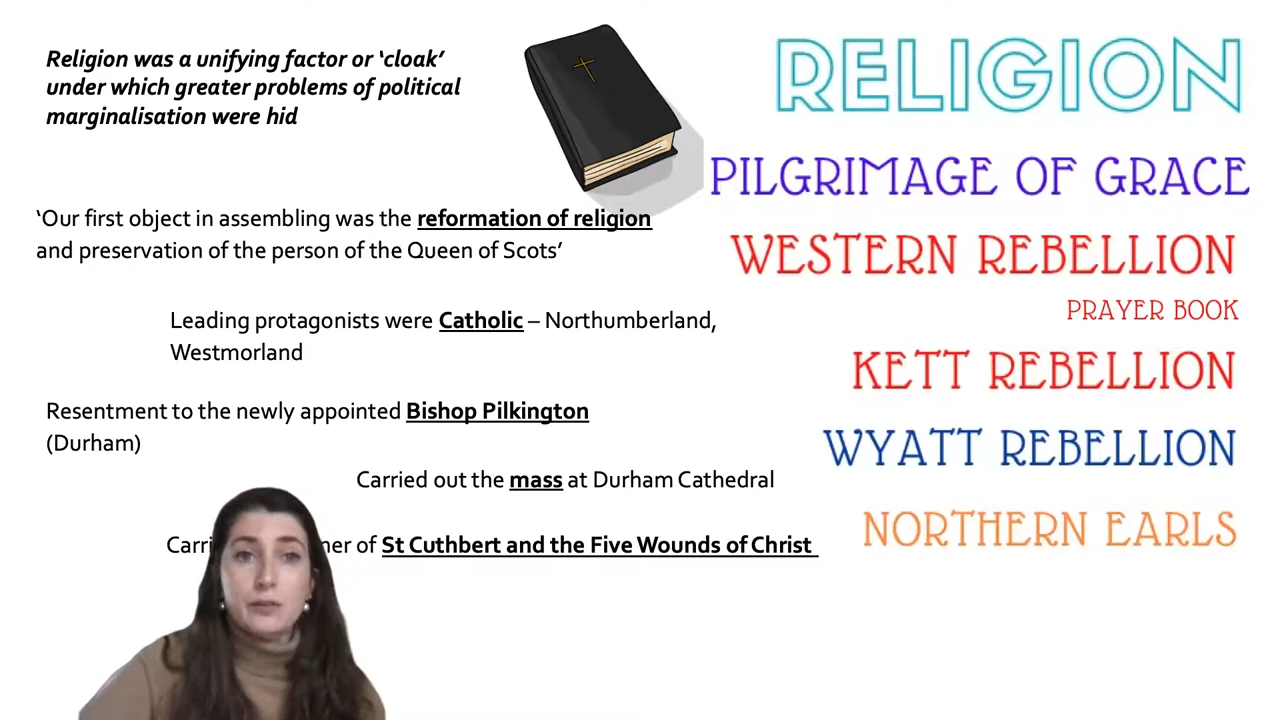 Religion was a unifying factor or ‘cloak’
under which greater problems of political
marginalisation were hid
RELIGION
PILGRIMAGE OF GRACE
‘Our first object in assembling was the reformation of religion
and preservation of the person of the Queen of Scots’
WESTERN REBELLION
PRAYER BOOK
Leading protagonists were Catholic – Northumberland,
Westmorland
KETT REBELLION
Resentment to the newly appointed Bishop Pilkington
(Durham)
WYATT REBELLION
Carried out the mass at Durham Cathedral
NORTHERN EARLS
of St Cuthbert and the Five Wounds of Christ